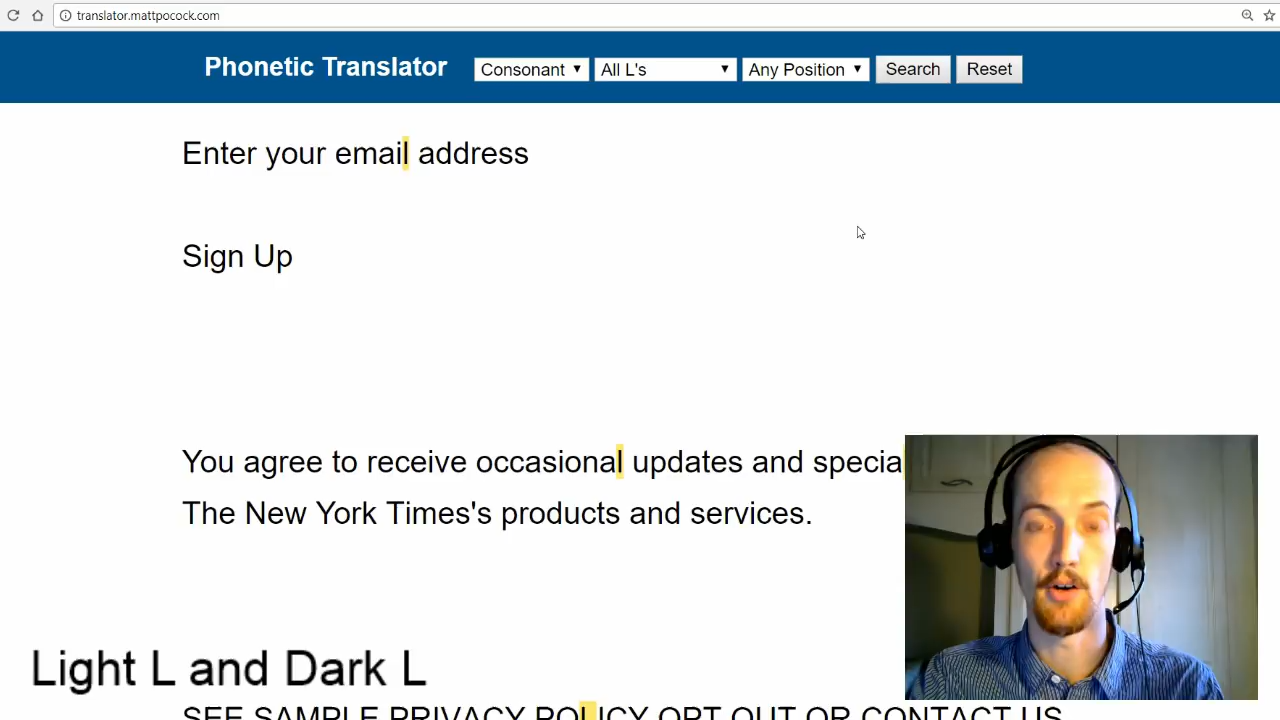 translator.mattpocock.com
Phonetic Translator Consonant All L's Any Position Search Reset
Enter your email address
Sign Up
You agree to receive occasional updates and specia
The New York Times's products and services.
Light L and Dark L
SEE SAMPLE PRIVACY POLICY OPT OUT OR CONTACT US